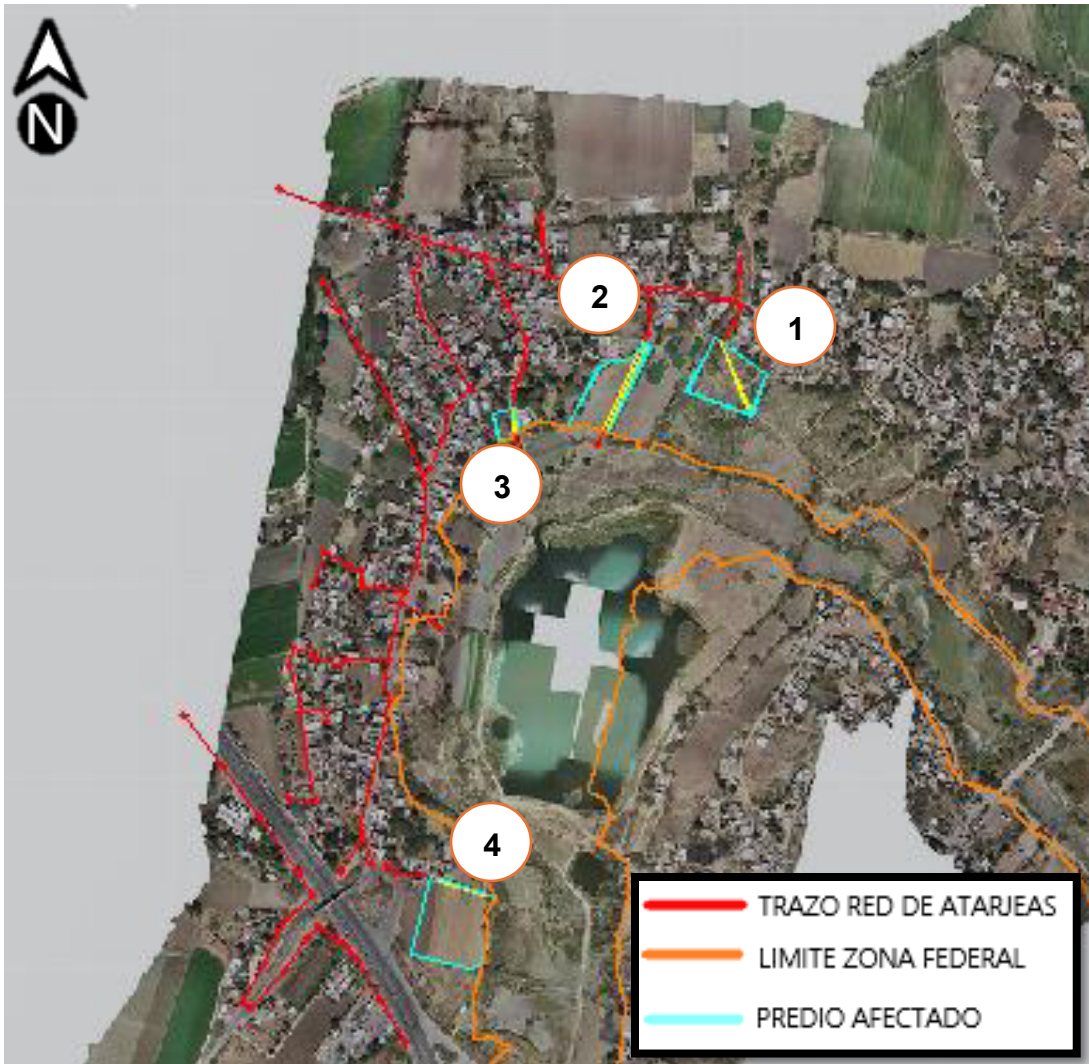 N
2
1
3
4
TRAZO RED DE ATARJEAS
LIMITE ZONA FEDERAL
PREDIO AFECTADO